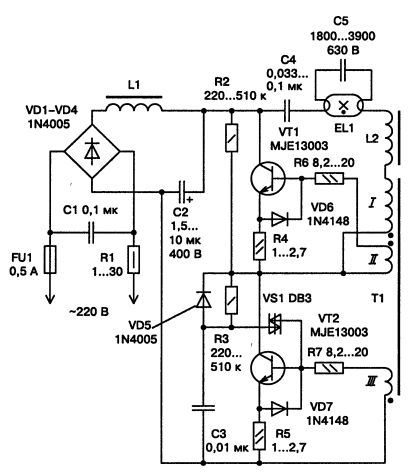 C5
1800...3900
630 В
C4
0,033...
0,1 мк
L1
R2
220...510 к
VD1–VD4
1N4005
EL1
L2
VT1
MJE13003
R6 8,2...20
I
C1 0,1 мк
C2
1,5...
10 мк
400 В
+
VD6
1N4148
R4
1...2,7
II
FU1
0,5 А
R1
1...30
~220 В
VD5
1N4005
VS1 DB3
T1
VT2
MJE13003
R3
220...
510 к
R7 8,2...20
III
VD7
1N4148
C3
0,01 мк
R5
1...2,7